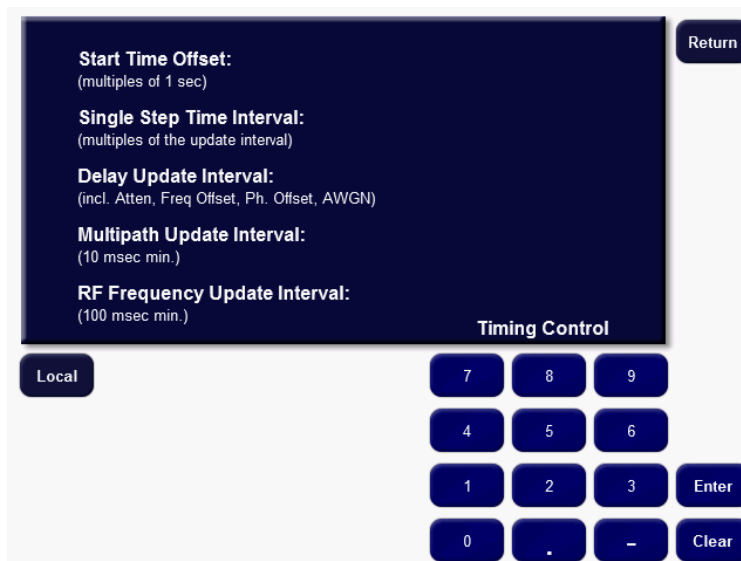 Return
Start Time Offset:
(multiples of 1 sec)
Single Step Time Interval:
(multiples of the update interval)
Delay Update Interval:
(incl. Atten, Freq Offset, Ph. Offset, AWGN)
Multipath Update Interval:
(10 msec min.)
RF Frequency Update Interval:
(100 msec min.)
Timing Control
Local
7 8 9
4 5 6
1 2 3 Enter
0 . - Clear